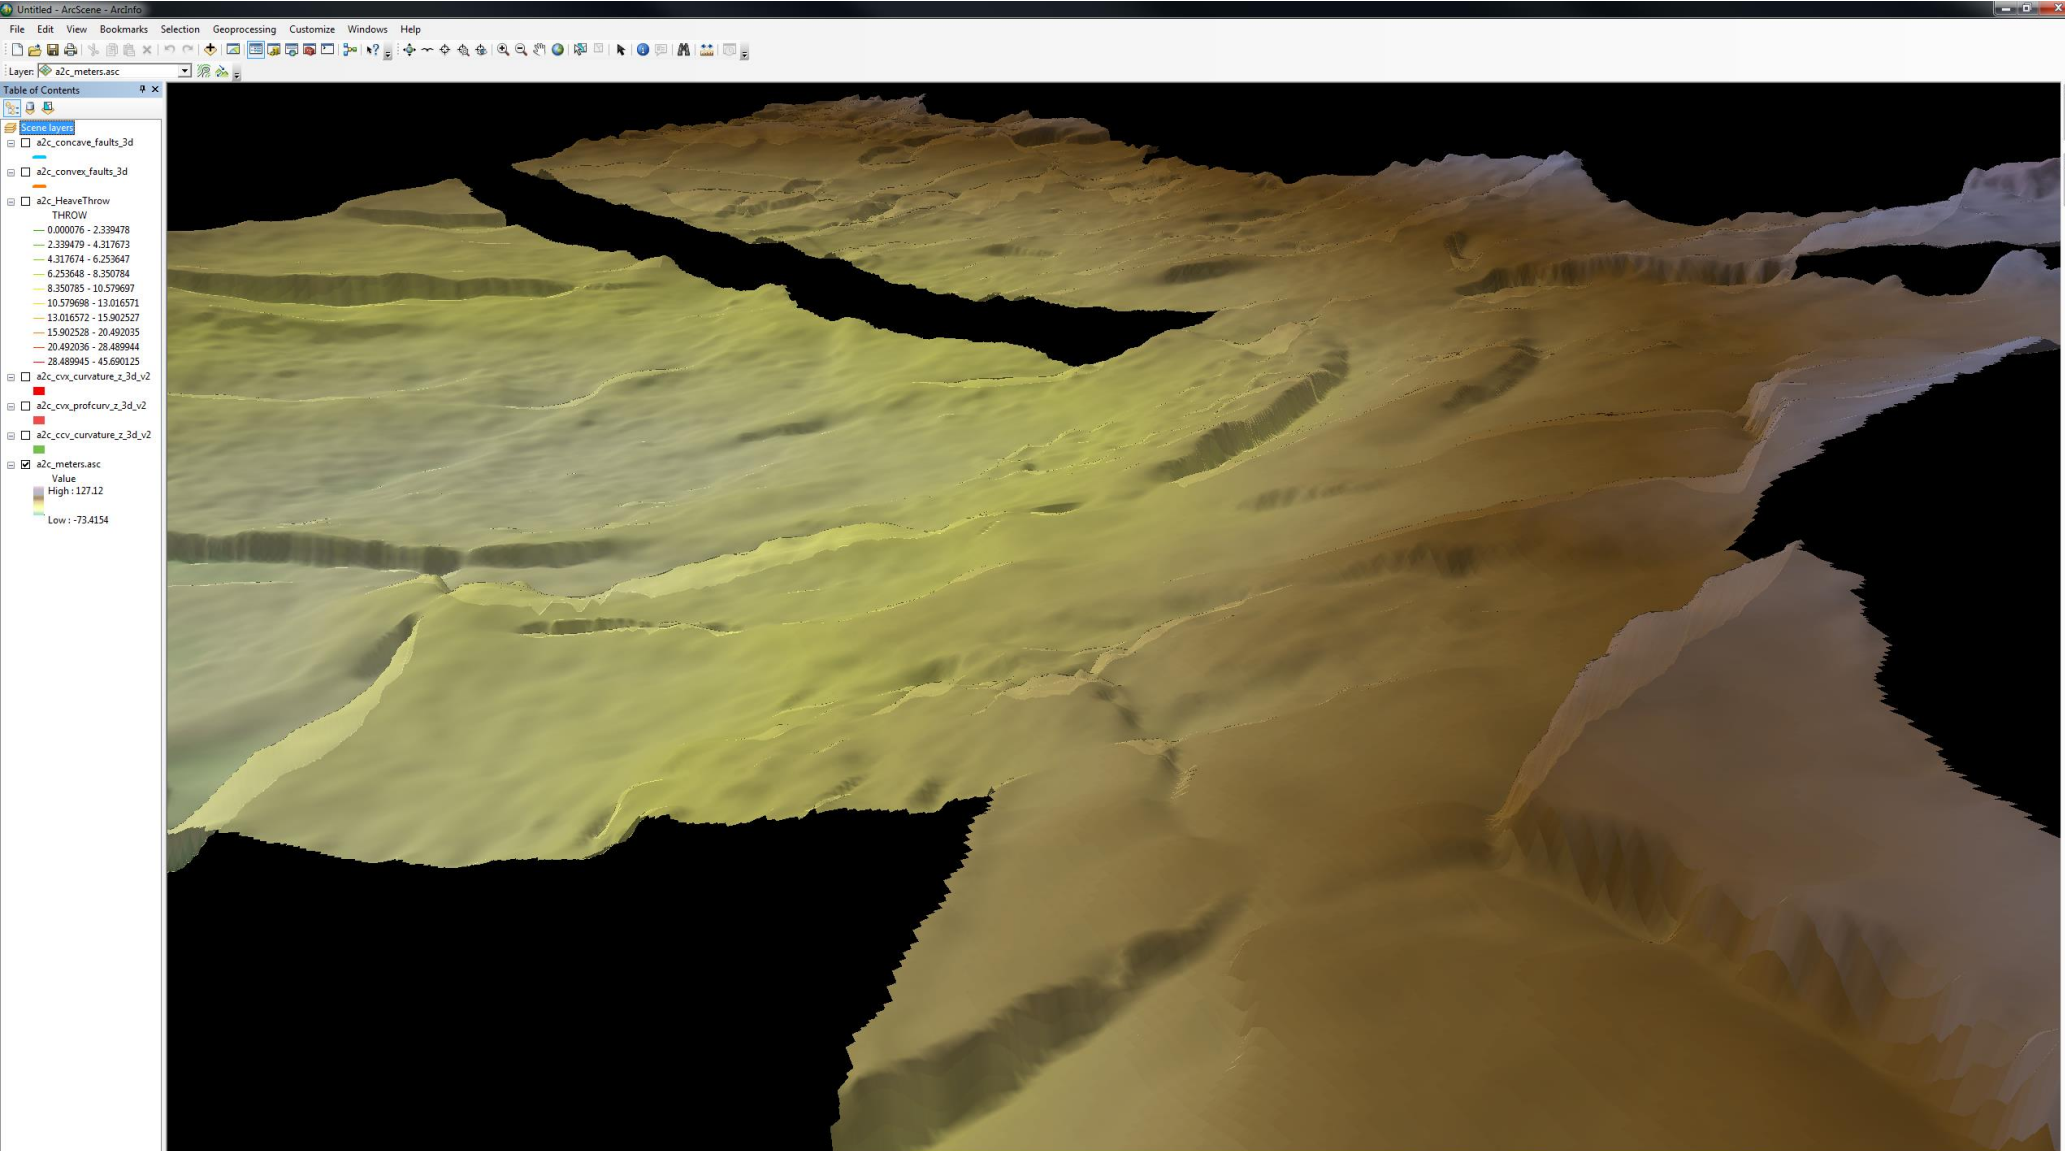 Untitled - ArcScene - ArcInfo
File Edit View Bookmarks Selection Geoprocessing Customize Windows Help
Layer: a2c_meters.asc
Table of Contents
Scene layers
a2c_concave_faults_3d
a2c_convex_faults_3d
a2c_HeaveThrow
THROW
0.000076 - 2.339478
2.339479 - 4.317673
4.317674 - 6.253647
6.253648 - 8.350784
8.350785 - 10.579697
10.579698 - 13.016571
13.016572 - 15.902527
15.902528 - 20.492035
20.492036 - 28.489944
28.489945 - 45.690125
a2c_cvx_curvature_z_3d_v2
a2c_cvx_profcurv_z_3d_v2
a2c_ccv_curvature_z_3d_v2
a2c_meters.asc
Value
High : 127.12
Low : -73.4154